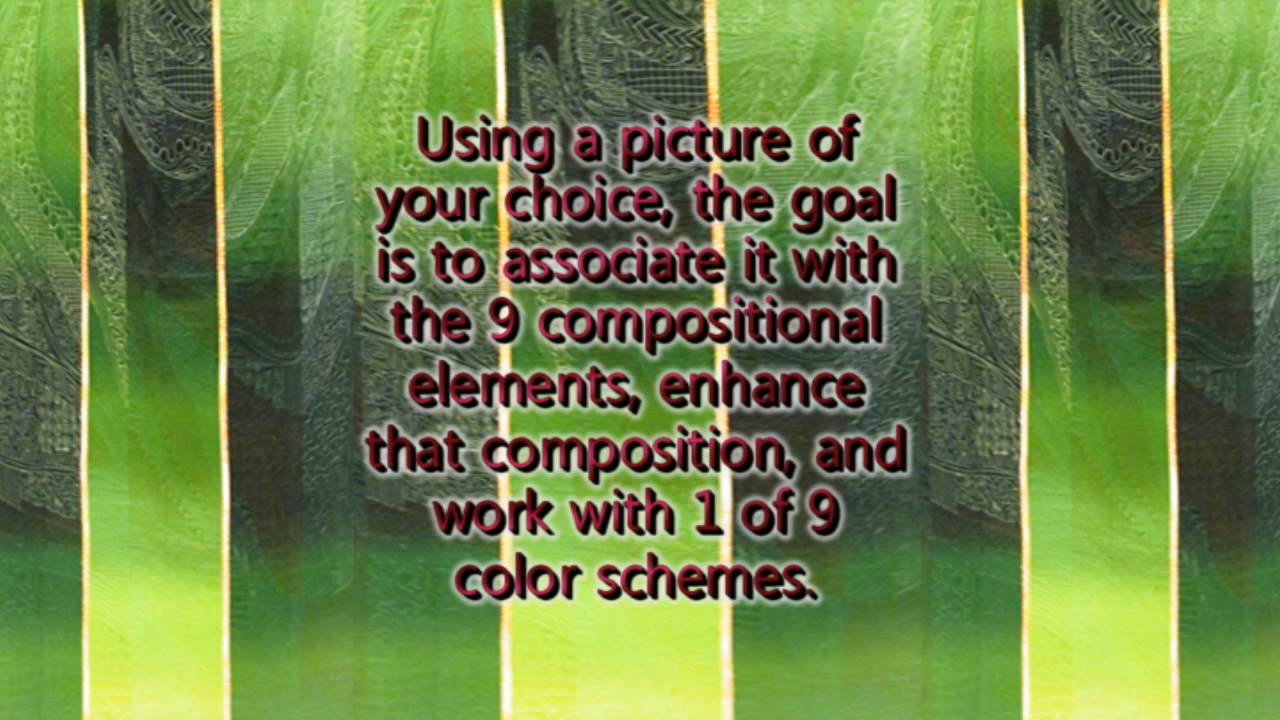 Using a picture of
your choice, the goal
is to associate it with
the 9 compositional
elements, enhance
that composition, and
work with 1 of 9
color schemes.